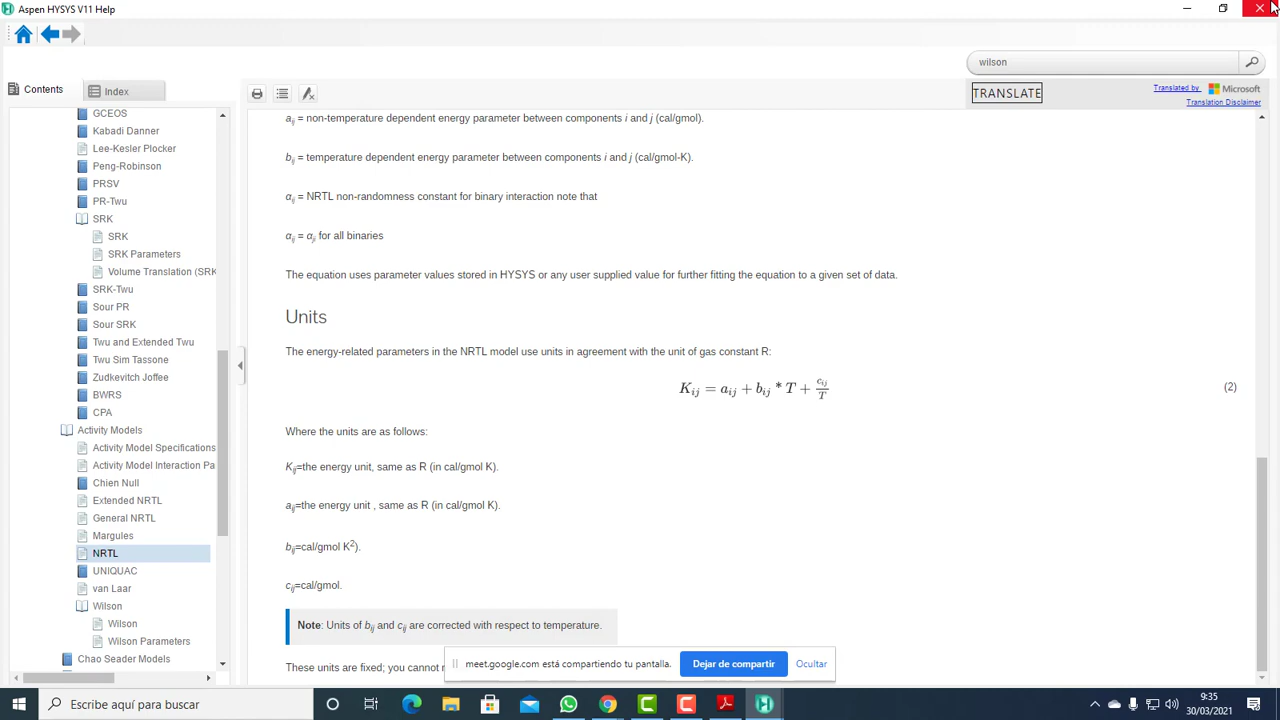 Aspen HYSYS V11 Help
wilson
Contents
Index
TRANSLATE
Translated by
Microsoft
Translation Disclaimer
GCEOS
Kabadi Danner
Lee-Kesler Plocker
Peng-Robinson
PRSV
PR-Twu
SRK
SRK
SRK Parameters
Volume Translation (SRK
SRK-Twu
Sour PR
Sour SRK
Twu and Extended Twu
Twu Sim Tassone
Zudkevitch Joffee
BWRS
CPA
Activity Models
Activity Model Specifications
Activity Model Interaction Pa
Chien Null
Extended NRTL
General NRTL
Margules
NRTL
UNIQUAC
van Laar
Wilson
Wilson
Wilson Parameters
Chao Seader Models
aij = non-temperature dependent energy parameter between components i and j (cal/gmol).
bij = temperature dependent energy parameter between components i and j (cal/gmol-K).
αij = NRTL non-randomness constant for binary interaction note that
αij = αji for all binaries
The equation uses parameter values stored in HYSYS or any user supplied value for further fitting the equation to a given set of data.
Units
The energy-related parameters in the NRTL model use units in agreement with the unit of gas constant R:
Kij = aij + bij * T + cij/T (2)
Where the units are as follows:
Kij=the energy unit, same as R (in cal/gmol K).
aij=the energy unit , same as R (in cal/gmol K).
bij=cal/gmol K²).
cij=cal/gmol.
Note: Units of bij and cij are corrected with respect to temperature.
These units are fixed; you cannot
meet.google.com está compartiendo tu pantalla.
Dejar de compartir
Ocultar
Escribe aquí para buscar
9:35
30/03/2021